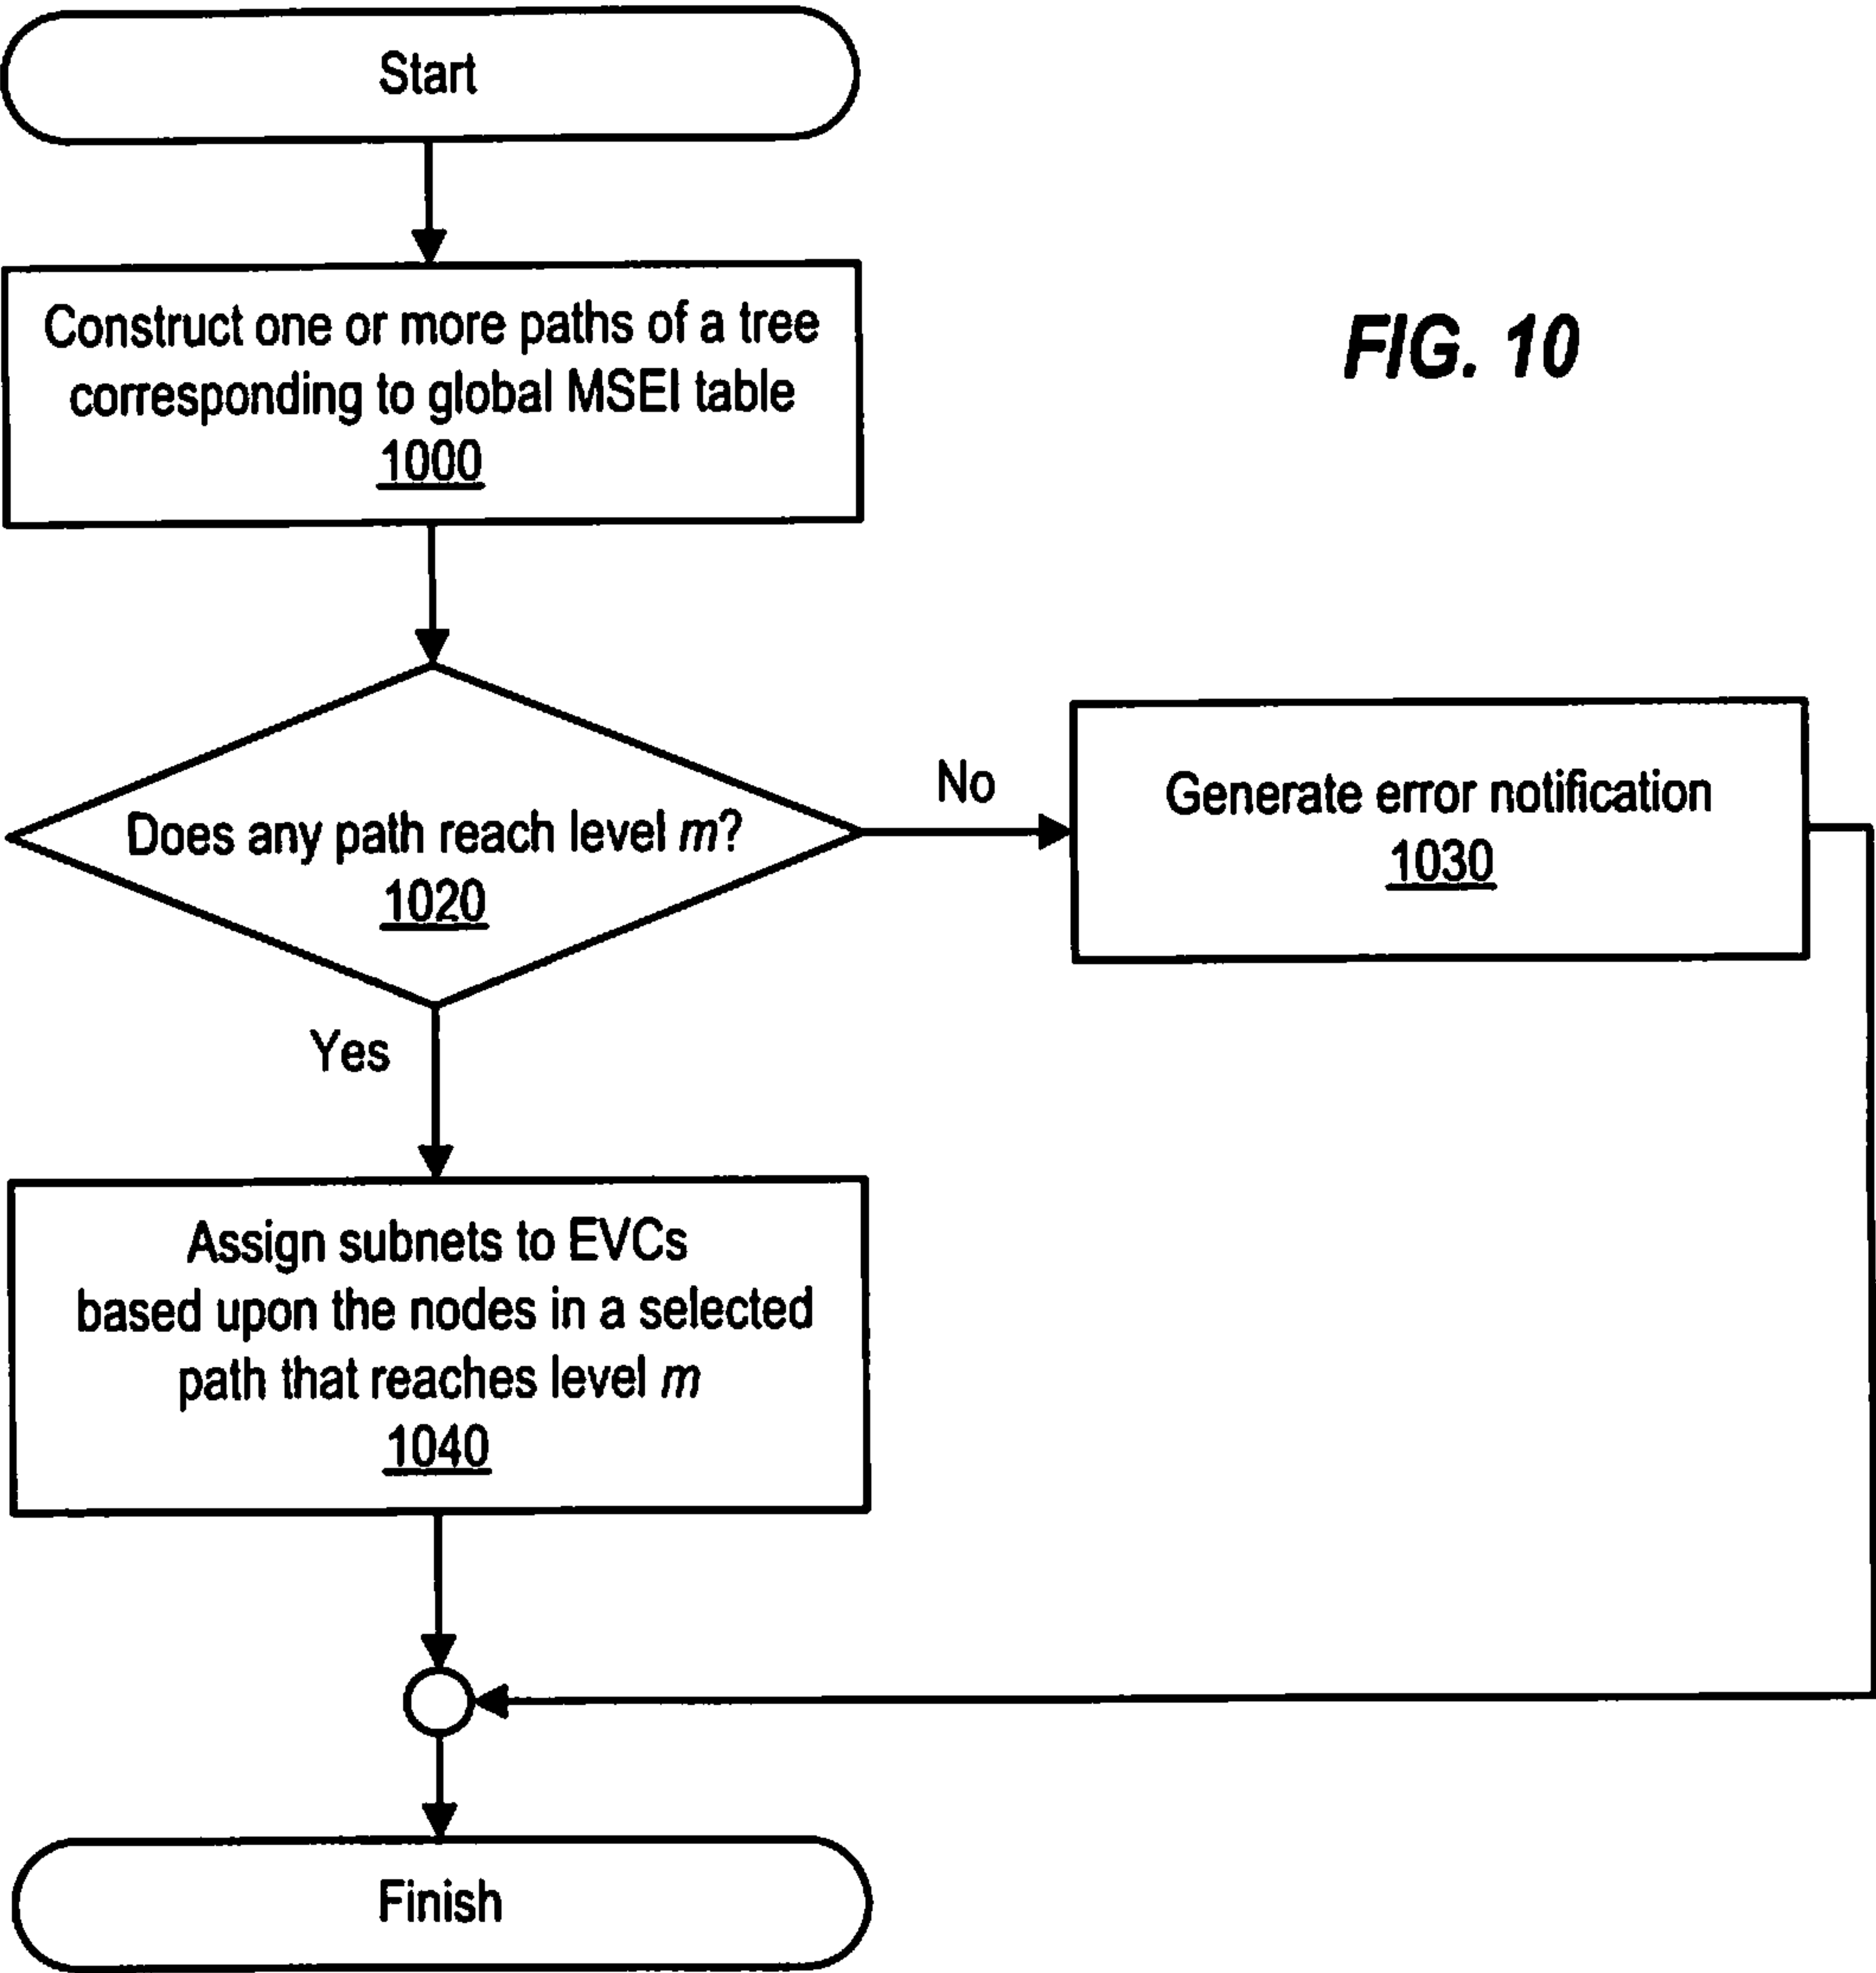 Start
Construct one or more paths of a tree
corresponding to global MSEI table
1000
FIG. 10
Does any path reach level m?
1020
No
Generate error notification
1030
Yes
Assign subnets to EVCs
based upon the nodes in a selected
path that reaches level m
1040
Finish